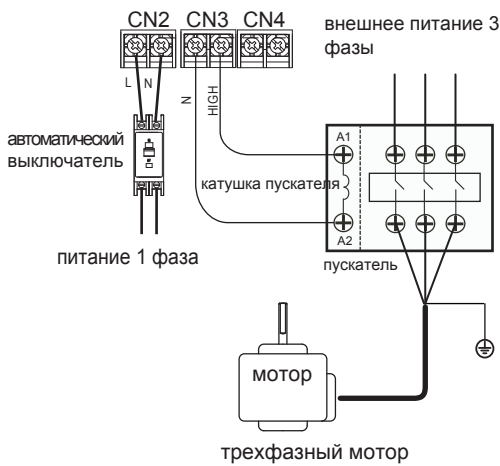 CN2 CN3 CN4
внешнее питание 3
фазы
L N
N
HIGH
автоматический
выключатель
A1
катушка пускателя
A2
питание 1 фаза
пускатель
мотор
трехфазный мотор